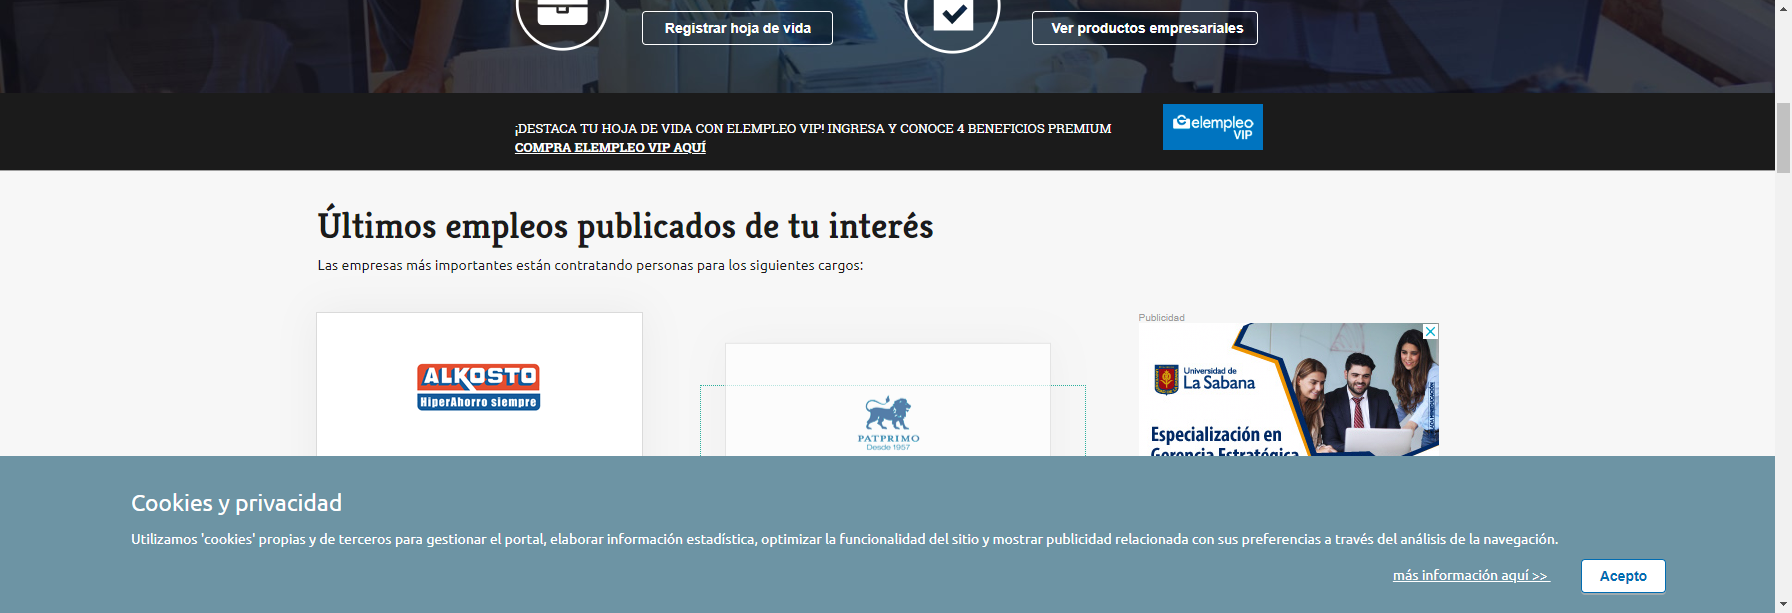 Registrar hoja de vida
Ver productos empresariales
¡DESTACA TU HOJA DE VIDA CON ELEMPLEO VIP! INGRESA Y CONOCE 4 BENEFICIOS PREMIUM
COMPRA ELEMPLEO VIP AQUÍ
elempleo
VIP
Últimos empleos publicados de tu interés
Las empresas más importantes están contratando personas para los siguientes cargos:
ALKOSTO
HiperAhorro siempre
PATPRIMO
Desde 1957
Publicidad
Universidad de
La Sabana
Especialización en
Gerencia Estratégica
Cookies y privacidad
Utilizamos 'cookies' propias y de terceros para gestionar el portal, elaborar información estadística, optimizar la funcionalidad del sitio y mostrar publicidad relacionada con sus preferencias a través del análisis de la navegación.
más información aquí >>
Acepto